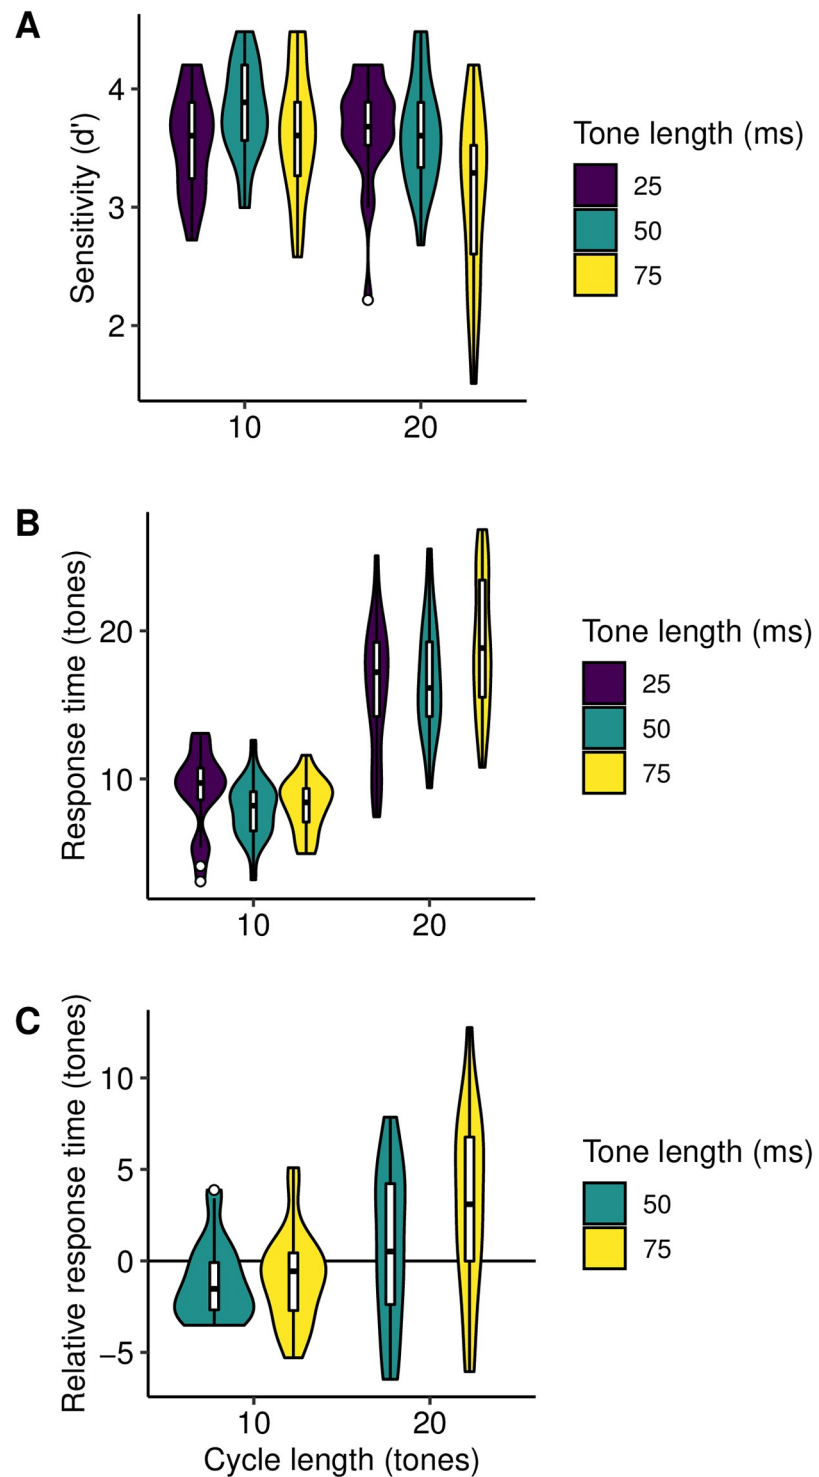 A
Sensitivity (d')
4
3
2
10
20
Tone length (ms)
25
50
75
B
Response time (tones)
20
10
10
20
Tone length (ms)
25
50
75
C
Relative response time (tones)
10
5
0
−5
10
20
Cycle length (tones)
Tone length (ms)
50
75